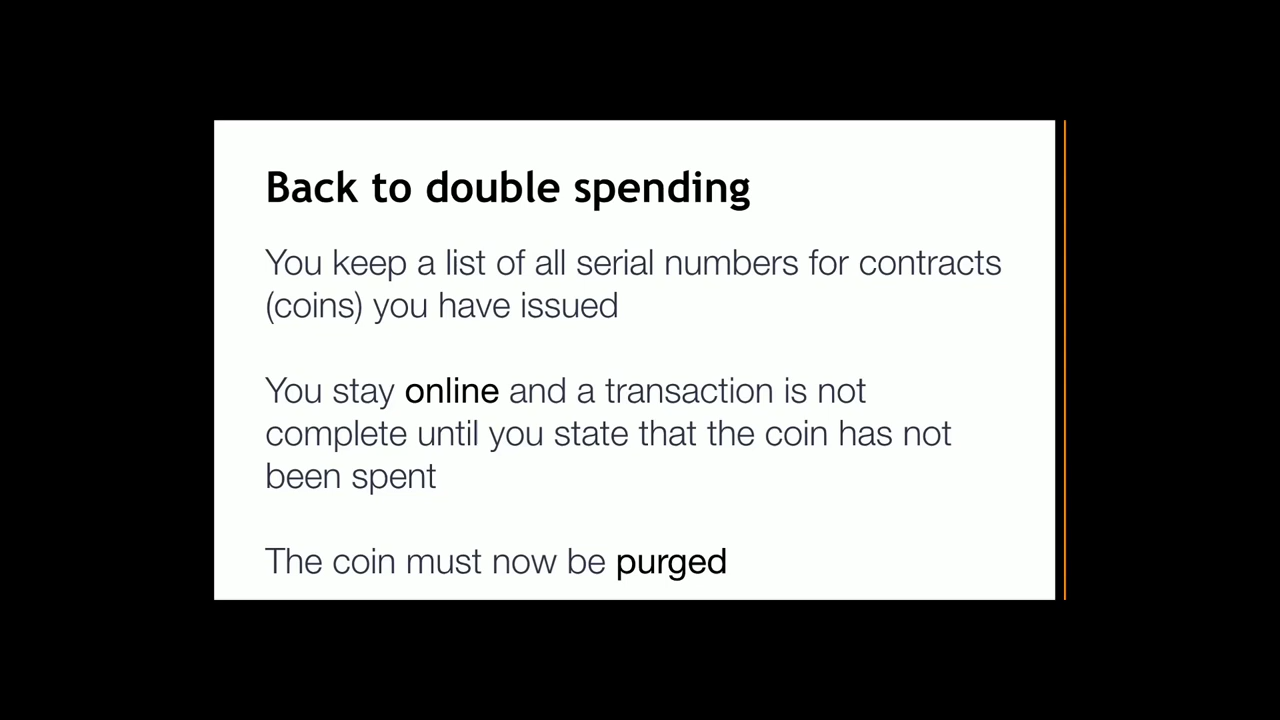 Back to double spending
You keep a list of all serial numbers for contracts
(coins) you have issued
You stay online and a transaction is not
complete until you state that the coin has not
been spent
The coin must now be purged